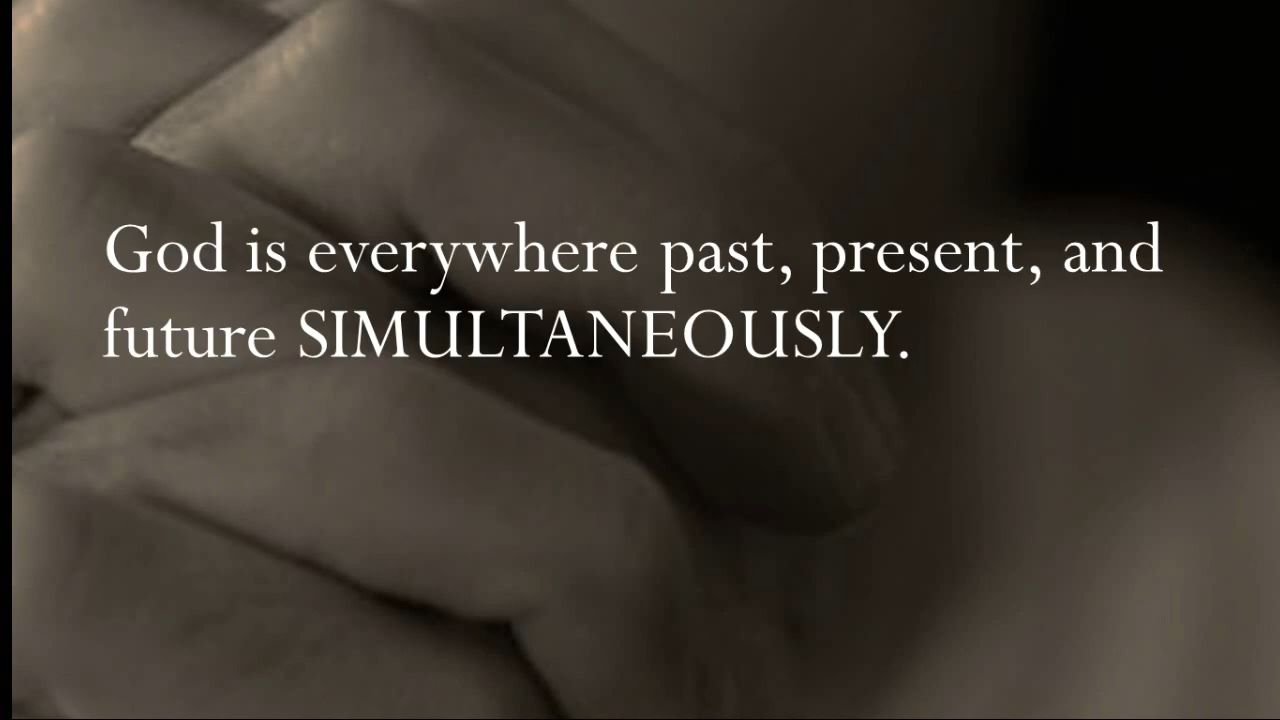 God is everywhere past, present, and
future SIMULTANEOUSLY.